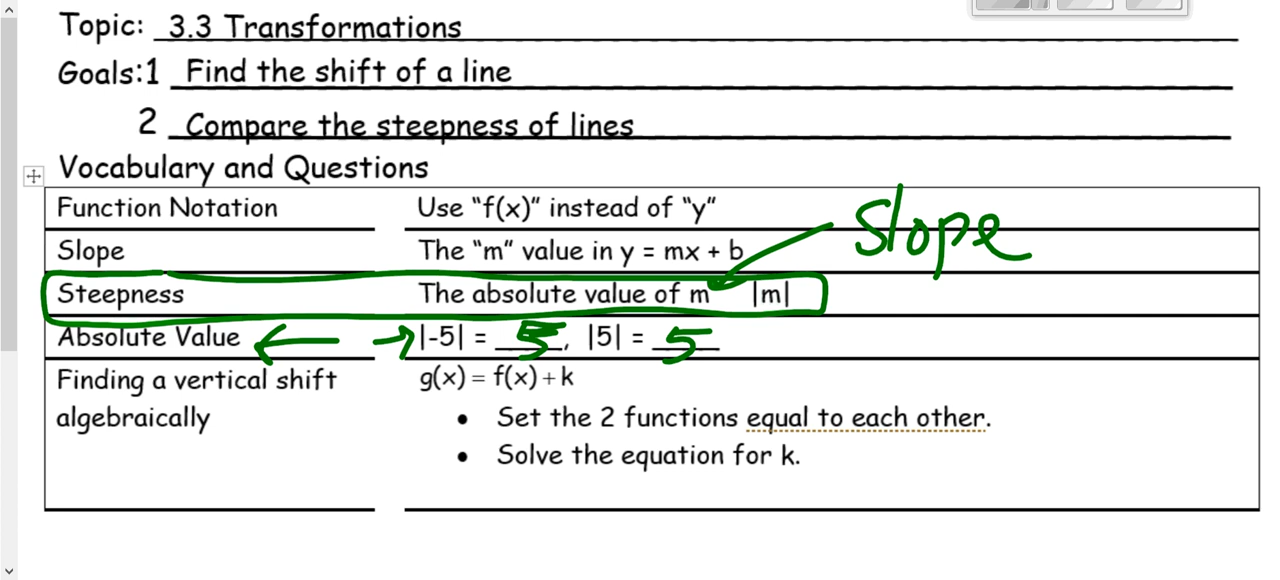 Topic: 3.3 Transformations
Goals:1 Find the shift of a line
2 Compare the steepness of lines
Vocabulary and Questions
Function Notation Use “f(x)” instead of “y”
Slope The “m” value in y = mx + b
Slope
Steepness The absolute value of m |m|
Absolute Value |-5| = 5, |5| = 5
Finding a vertical shift g(x) = f(x) + k
algebraically • Set the 2 functions equal to each other.
• Solve the equation for k.